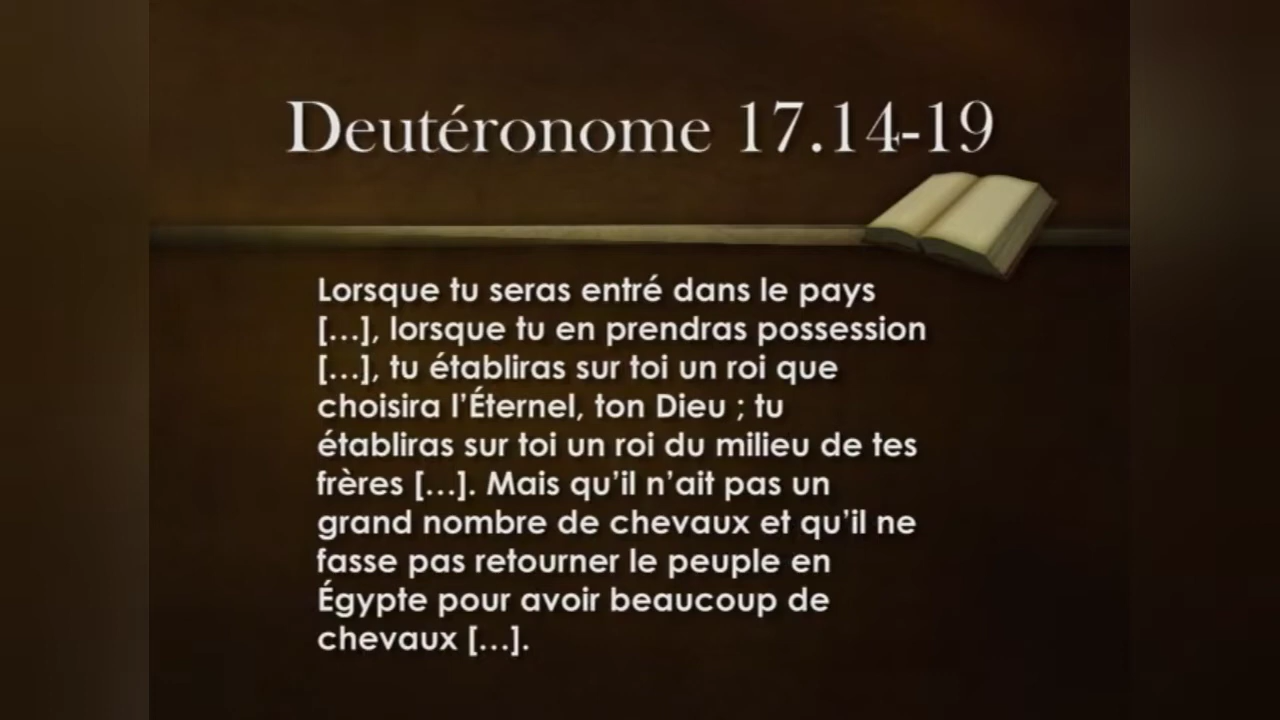 Deutéronome 17.14-19
Lorsque tu seras entré dans le pays
[...], lorsque tu en prendras possession
[...], tu établiras sur toi un roi que
choisira l’Éternel, ton Dieu ; tu
établiras sur toi un roi du milieu de tes
frères [...]. Mais qu’il n’ait pas un
grand nombre de chevaux et qu’il ne
fasse pas retourner le peuple en
Égypte pour avoir beaucoup de
chevaux [...].